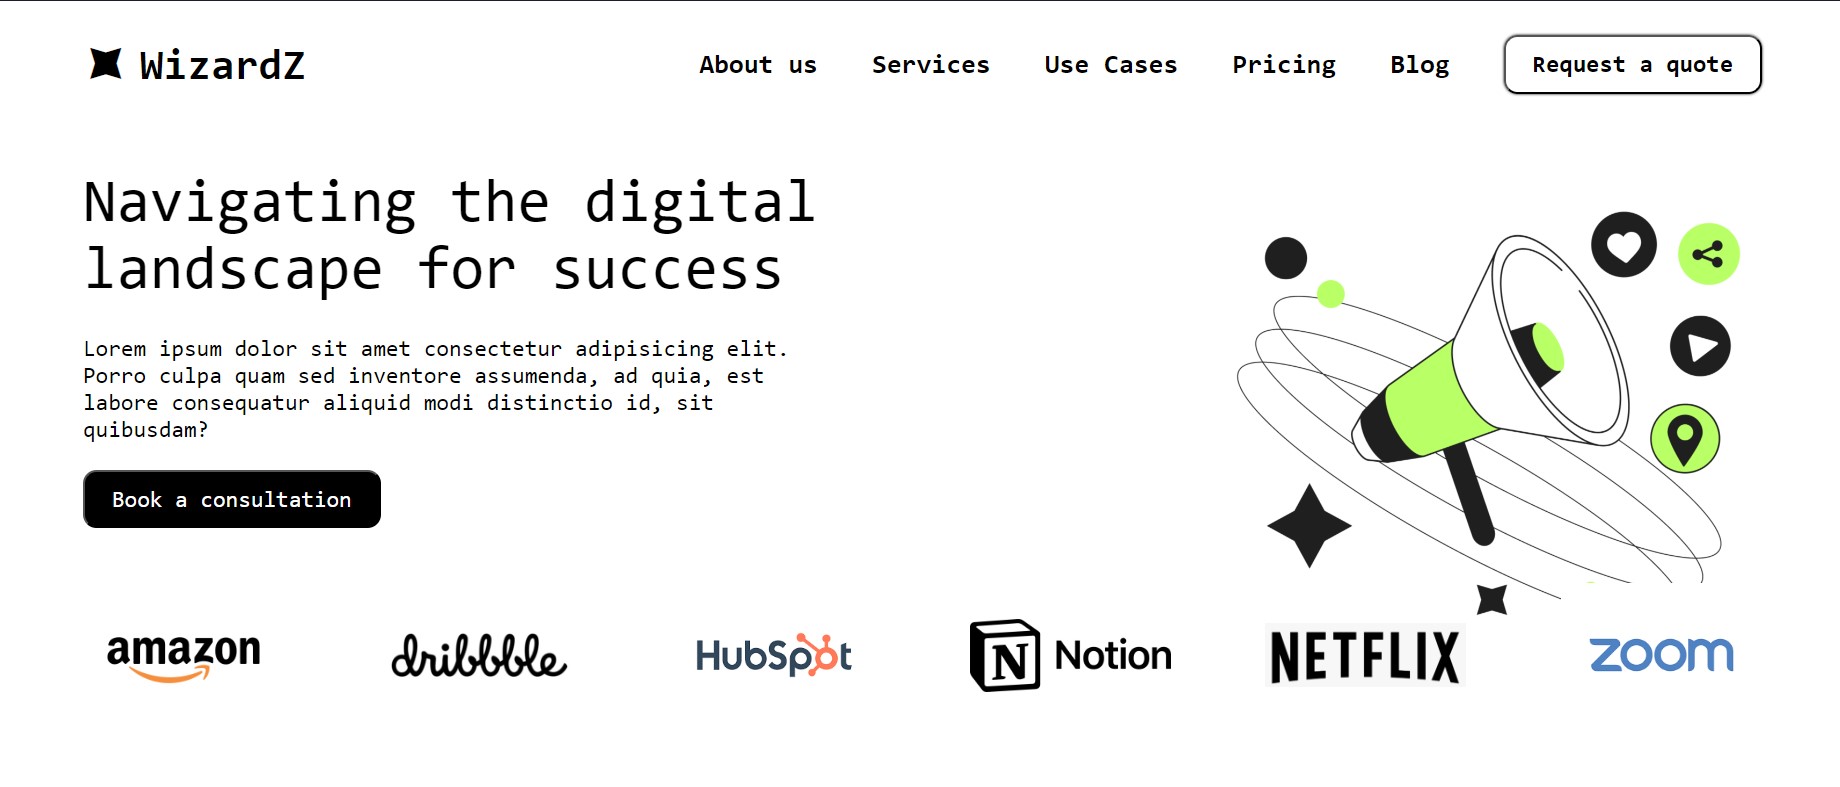 WizardZ
About us Services Use Cases Pricing Blog Request a quote
Navigating the digital
landscape for success
Lorem ipsum dolor sit amet consectetur adipisicing elit.
Porro culpa quam sed inventore assumenda, ad quia, est
labore consequatur aliquid modi distinctio id, sit
quibusdam?
Book a consultation
amazon dribbble HubSpot N Notion NETFLIX zoom